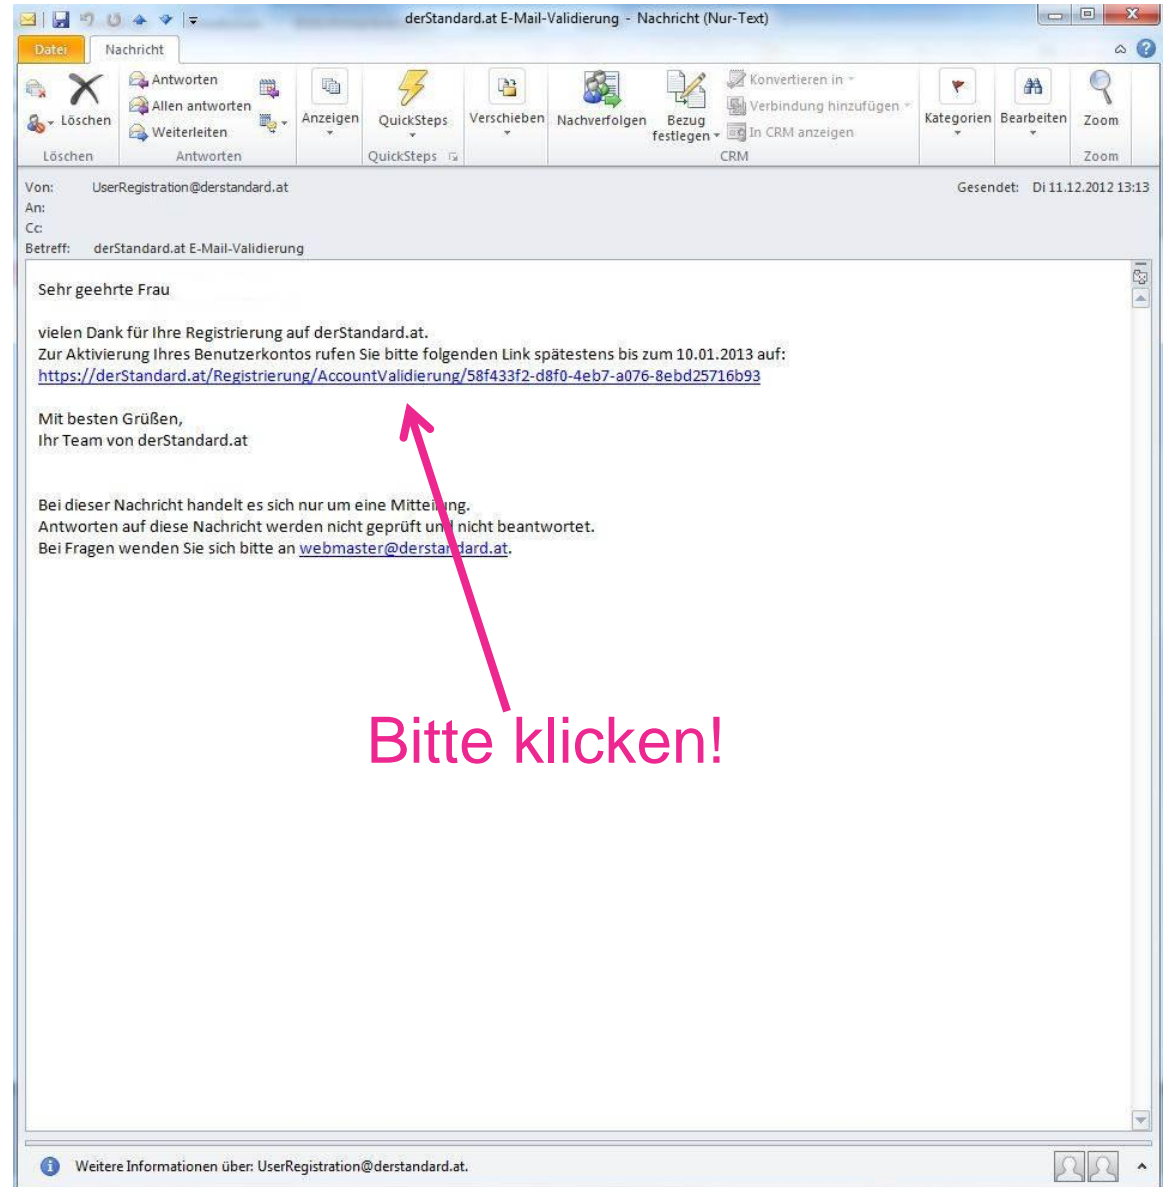 derStandard.at E-Mail-Validierung - Nachricht (Nur-Text)
Datei Nachricht
Löschen
Antworten
Allen antworten
Weiterleiten
Anzeigen
QuickSteps
Verschieben
Nachverfolgen
Bezug festlegen
Konvertieren in
Verbindung hinzufügen
In CRM anzeigen
Kategorien
Bearbeiten
Zoom
Löschen Antworten QuickSteps CRM Zoom
Von: UserRegistration@derstandard.at Gesendet: Di 11.12.2012 13:13
An:
Cc:
Betreff: derStandard.at E-Mail-Validierung
Sehr geehrte Frau
vielen Dank für Ihre Registrierung auf derStandard.at.
Zur Aktivierung Ihres Benutzerkontos rufen Sie bitte folgenden Link spätestens bis zum 10.01.2013 auf:
https://derStandard.at/Registrierung/AccountValidierung/58f433f2-d8f0-4eb7-a076-8ebd25716b93
Mit besten Grüßen,
Ihr Team von derStandard.at
Bei dieser Nachricht handelt es sich nur um eine Mitteilung.
Antworten auf diese Nachricht werden nicht geprüft und nicht beantwortet.
Bei Fragen wenden Sie sich bitte an webmaster@derstandard.at.
Bitte klicken!
Weitere Informationen über: UserRegistration@derstandard.at.